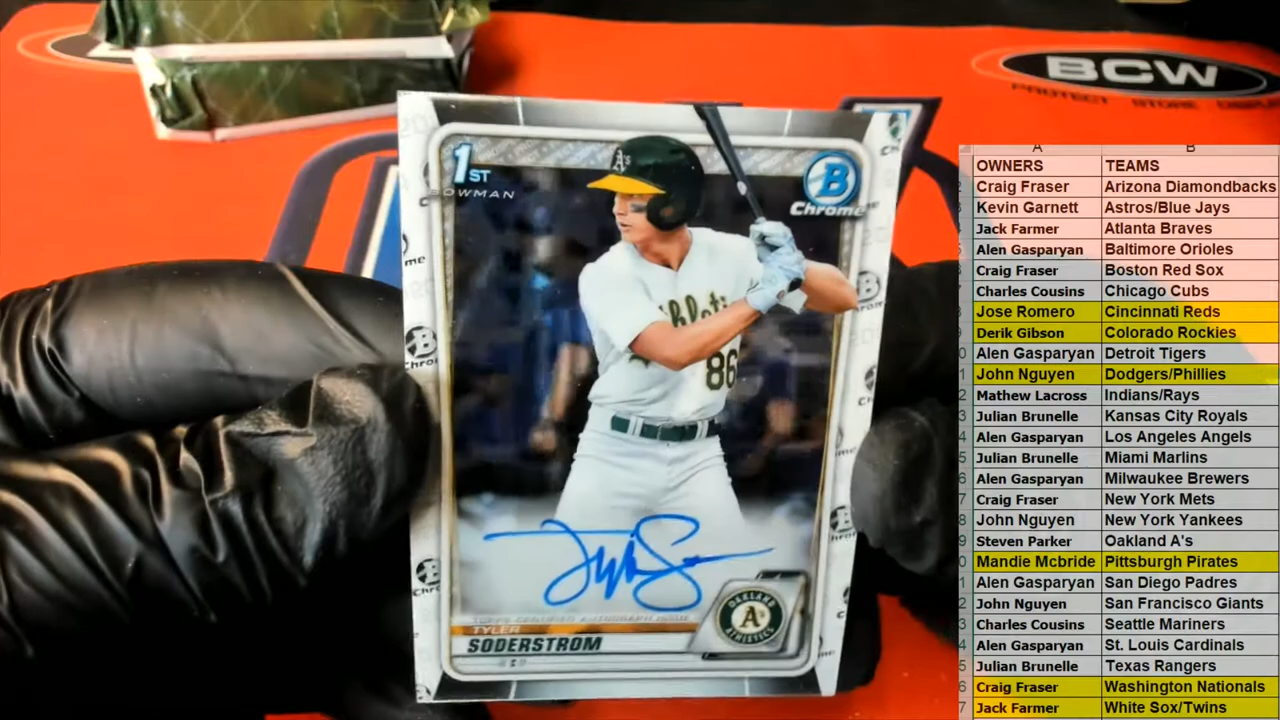 BCW
PROTECT STORE DISPLAY
1ST
BOWMAN
B
Chrome
A's
Athletics
86
TOPPS CERTIFIED AUTOGRAPH ISSUE
TYLER
SODERSTROM
OAKLAND
A's
ATHLETICS
A B
OWNERS TEAMS
Craig Fraser Arizona Diamondbacks
Kevin Garnett Astros/Blue Jays
Jack Farmer Atlanta Braves
Alen Gasparyan Baltimore Orioles
Craig Fraser Boston Red Sox
Charles Cousins Chicago Cubs
Jose Romero Cincinnati Reds
Derik Gibson Colorado Rockies
Alen Gasparyan Detroit Tigers
John Nguyen Dodgers/Phillies
Mathew Lacross Indians/Rays
Julian Brunelle Kansas City Royals
Alen Gasparyan Los Angeles Angels
Julian Brunelle Miami Marlins
Alen Gasparyan Milwaukee Brewers
Craig Fraser New York Mets
John Nguyen New York Yankees
Steven Parker Oakland A's
Mandie Mcbride Pittsburgh Pirates
Alen Gasparyan San Diego Padres
John Nguyen San Francisco Giants
Charles Cousins Seattle Mariners
Alen Gasparyan St. Louis Cardinals
Julian Brunelle Texas Rangers
Craig Fraser Washington Nationals
Jack Farmer White Sox/Twins